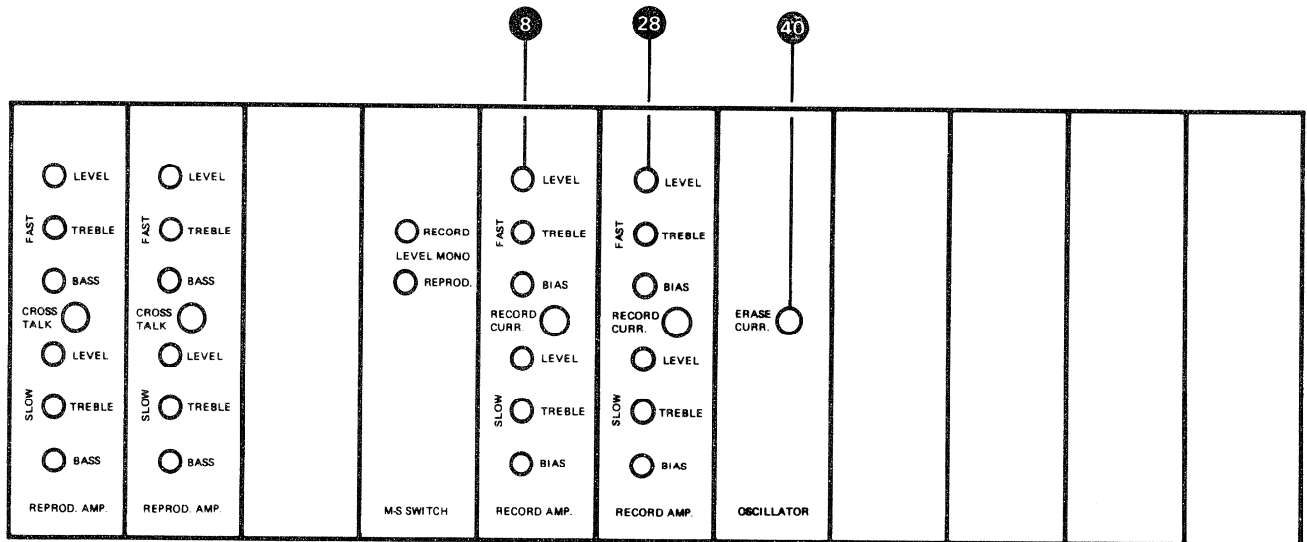 8 28 40
LEVEL
FAST
TREBLE
BASS
CROSS
TALK
LEVEL
SLOW
TREBLE
BASS
REPROD. AMP.
LEVEL
FAST
TREBLE
BASS
CROSS
TALK
LEVEL
SLOW
TREBLE
BASS
REPROD. AMP.
RECORD
LEVEL MONO
REPROD.
M-S SWITCH
LEVEL
FAST
TREBLE
BIAS
RECORD
CURR.
LEVEL
SLOW
TREBLE
BIAS
RECORD AMP.
LEVEL
FAST
TREBLE
BIAS
RECORD
CURR.
LEVEL
SLOW
TREBLE
BIAS
RECORD AMP.
ERASE
CURR.
OSCILLATOR